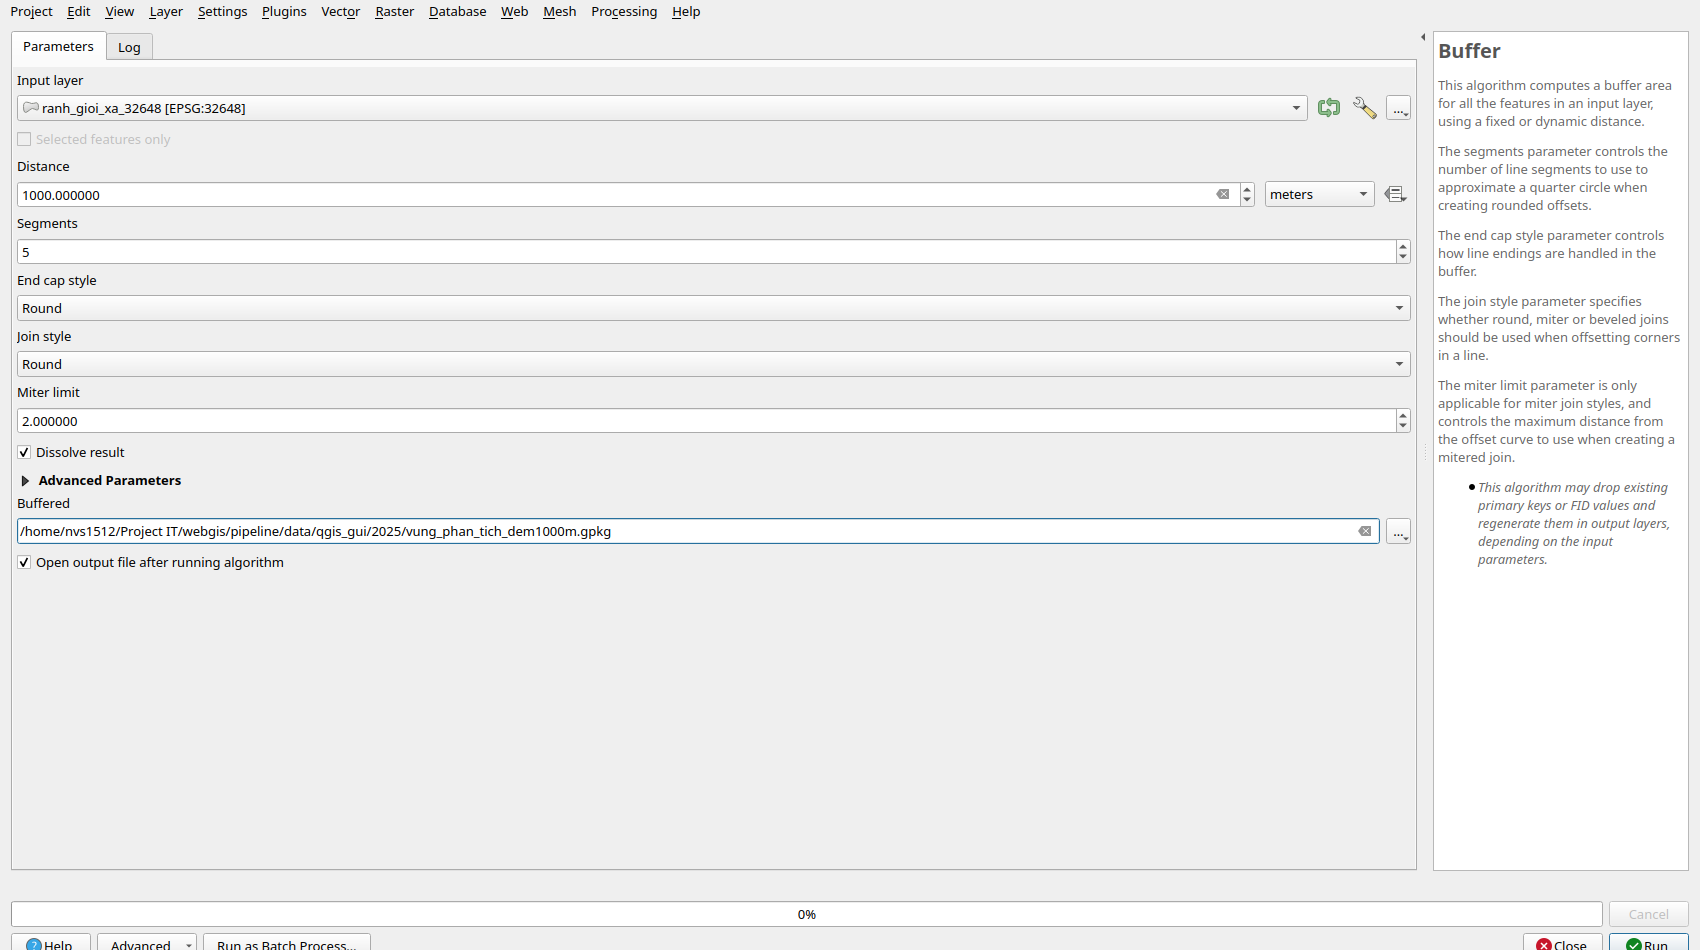 Project Edit View Layer Settings Plugins Vector Raster Database Web Mesh Processing Help
Parameters Log
Input layer
ranh_gioi_xa_32648 [EPSG:32648]
...
Selected features only
Distance
1000.000000
meters
Segments
5
End cap style
Round
Join style
Round
Miter limit
2.000000
Dissolve result
Advanced Parameters
Buffered
/home/nvs1512/Project IT/webgis/pipeline/data/qgis_gui/2025/vung_phan_tich_dem1000m.gpkg
...
Open output file after running algorithm
Buffer
This algorithm computes a buffer area
for all the features in an input layer,
using a fixed or dynamic distance.
The segments parameter controls the
number of line segments to use to
approximate a quarter circle when
creating rounded offsets.
The end cap style parameter controls
how line endings are handled in the
buffer.
The join style parameter specifies
whether round, miter or beveled joins
should be used when offsetting corners
in a line.
The miter limit parameter is only
applicable for miter join styles, and
controls the maximum distance from
the offset curve to use when creating a
mitered join.
This algorithm may drop existing
primary keys or FID values and
regenerate them in output layers,
depending on the input
parameters.
0%
Cancel
Help Advanced Run as Batch Process... Close Run